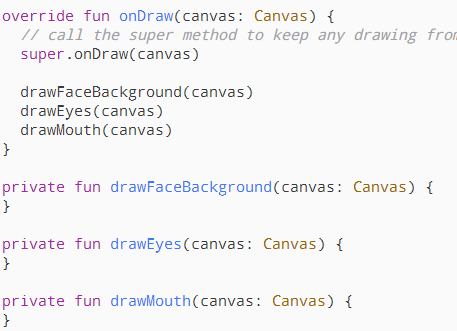 override fun onDraw(canvas: Canvas) {
// call the super method to keep any drawing from
super.onDraw(canvas)
drawFaceBackground(canvas)
drawEyes(canvas)
drawMouth(canvas)
}
private fun drawFaceBackground(canvas: Canvas) {
}
private fun drawEyes(canvas: Canvas) {
}
private fun drawMouth(canvas: Canvas) {
}